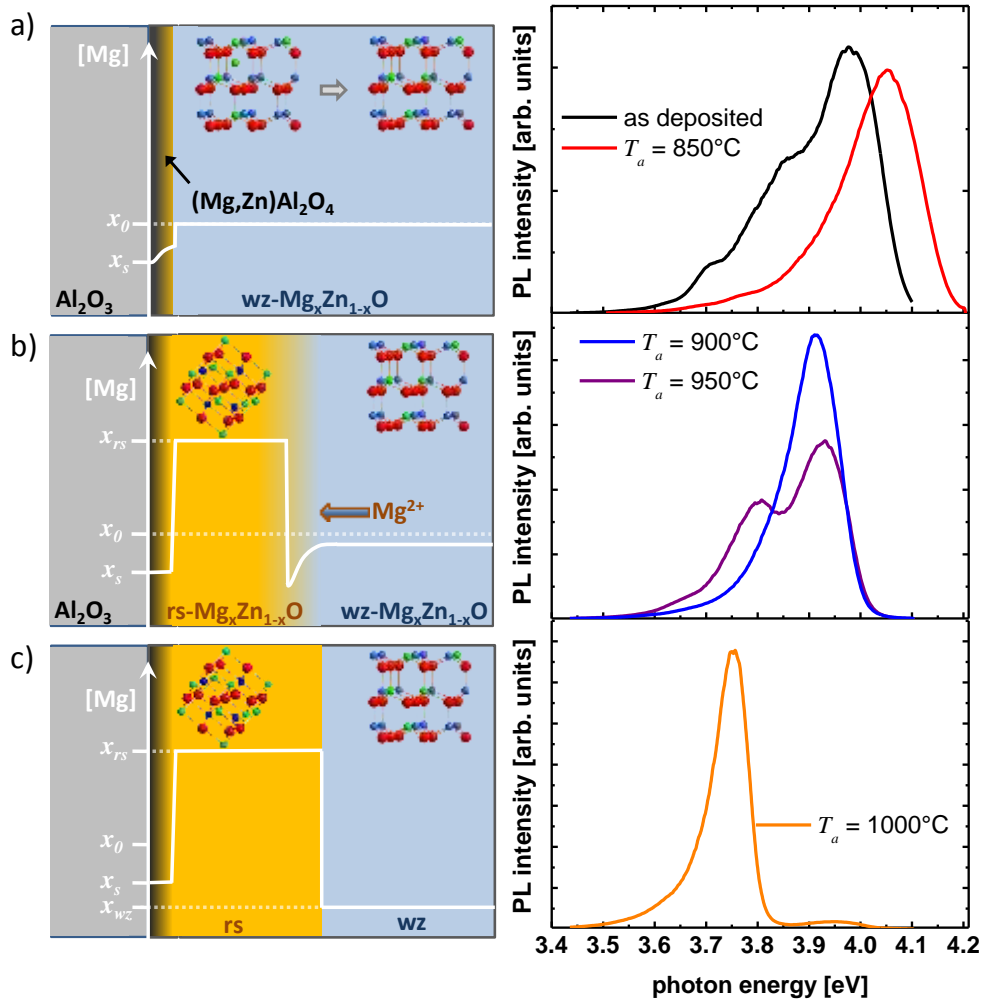 a)
[Mg]
(Mg,Zn)Al₂O₄
x₀
xₛ
Al₂O₃
wz-MgₓZn₁₋ₓO
PL intensity [arb. units]
as deposited
Tₐ = 850°C
b)
[Mg]
x_rs
Mg²⁺
x₀
xₛ
Al₂O₃
rs-MgₓZn₁₋ₓO
wz-MgₓZn₁₋ₓO
PL intensity [arb. units]
Tₐ = 900°C
Tₐ = 950°C
c)
[Mg]
x_rs
x₀
xₛ
x_wz
rs
wz
PL intensity [arb. units]
Tₐ = 1000°C
3.4 3.5 3.6 3.7 3.8 3.9 4.0 4.1 4.2
photon energy [eV]